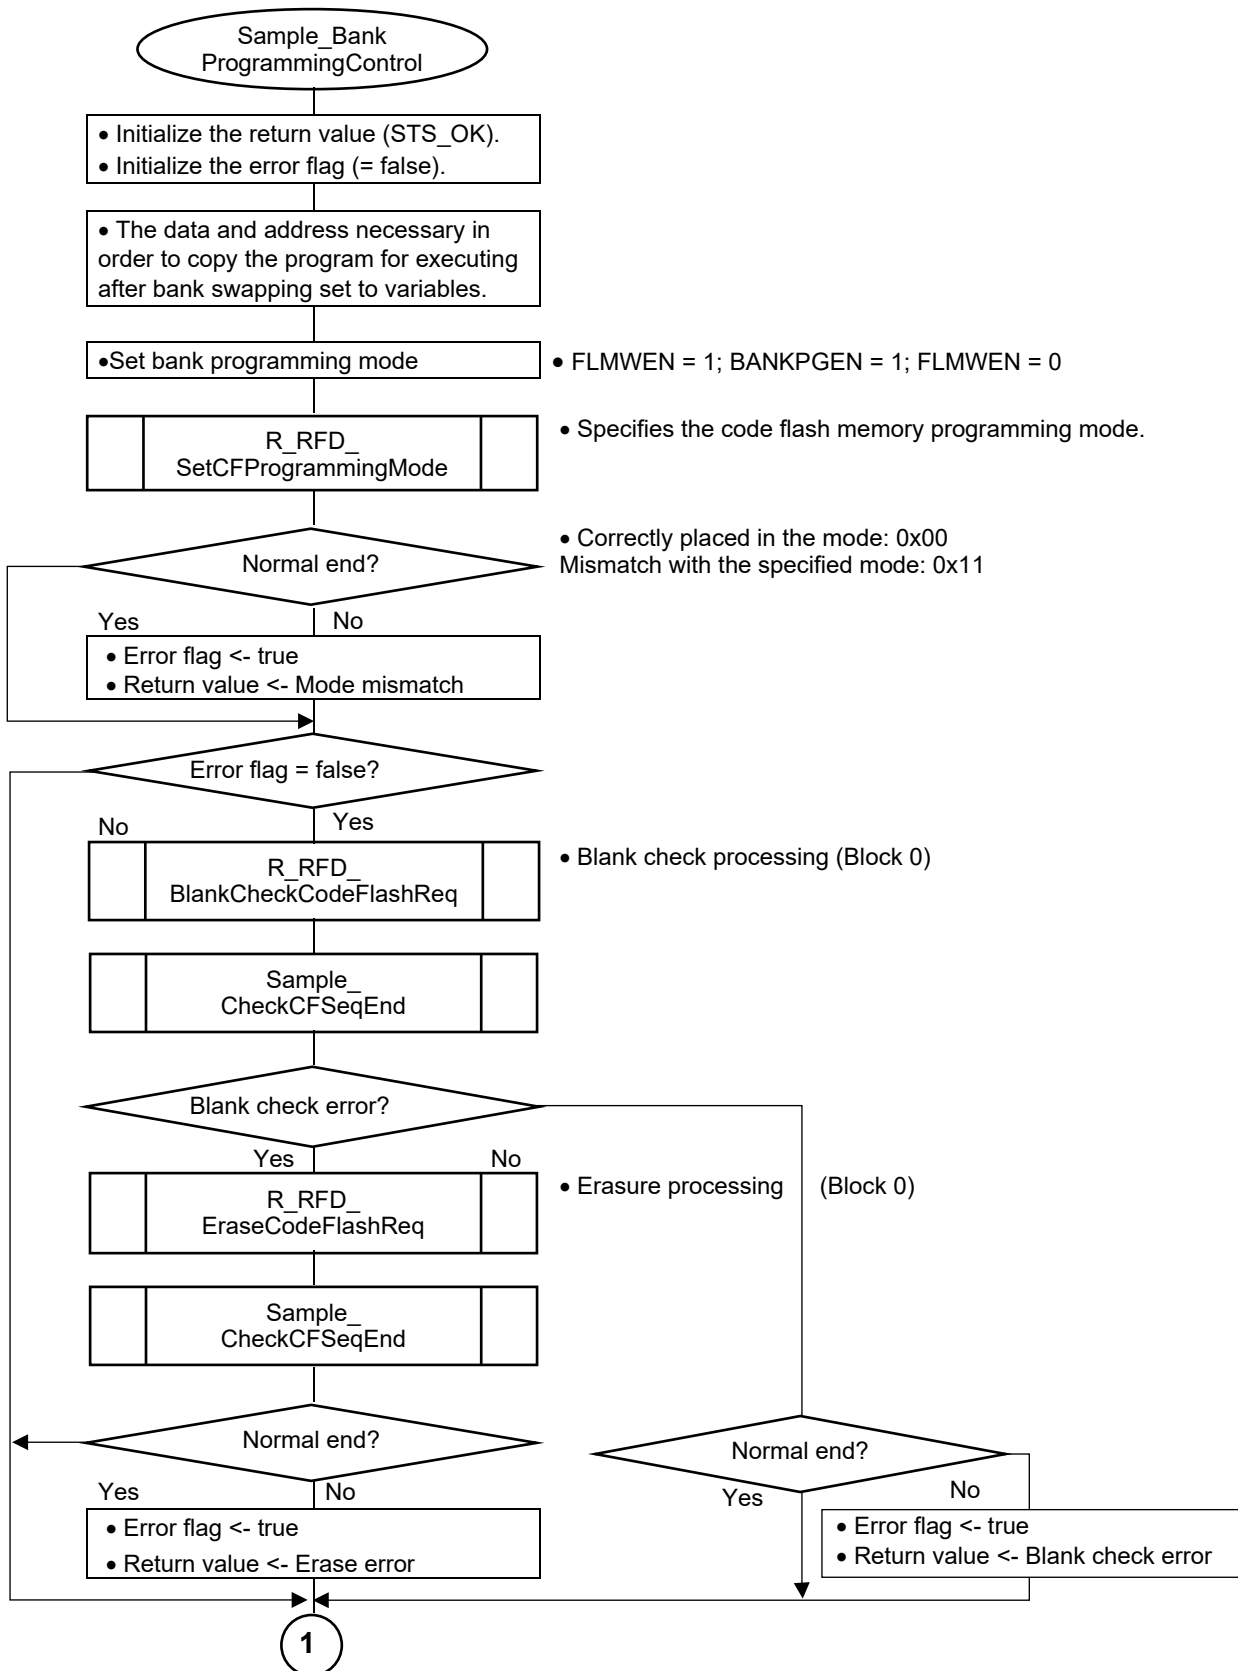 Sample_Bank
ProgrammingControl
• Initialize the return value (STS_OK).
• Initialize the error flag (= false).
• The data and address necessary in
order to copy the program for executing
after bank swapping set to variables.
•Set bank programming mode
• FLMWEN = 1; BANKPGEN = 1; FLMWEN = 0
R_RFD_
SetCFProgrammingMode
• Specifies the code flash memory programming mode.
Normal end?
• Correctly placed in the mode: 0x00
Mismatch with the specified mode: 0x11
Yes
No
• Error flag <- true
• Return value <- Mode mismatch
Error flag = false?
No
Yes
R_RFD_
BlankCheckCodeFlashReq
• Blank check processing (Block 0)
Sample_
CheckCFSeqEnd
Blank check error?
Yes
No
R_RFD_
EraseCodeFlashReq
• Erasure processing (Block 0)
Sample_
CheckCFSeqEnd
Normal end?
Yes
No
• Error flag <- true
• Return value <- Erase error
Normal end?
Yes
No
• Error flag <- true
• Return value <- Blank check error
1